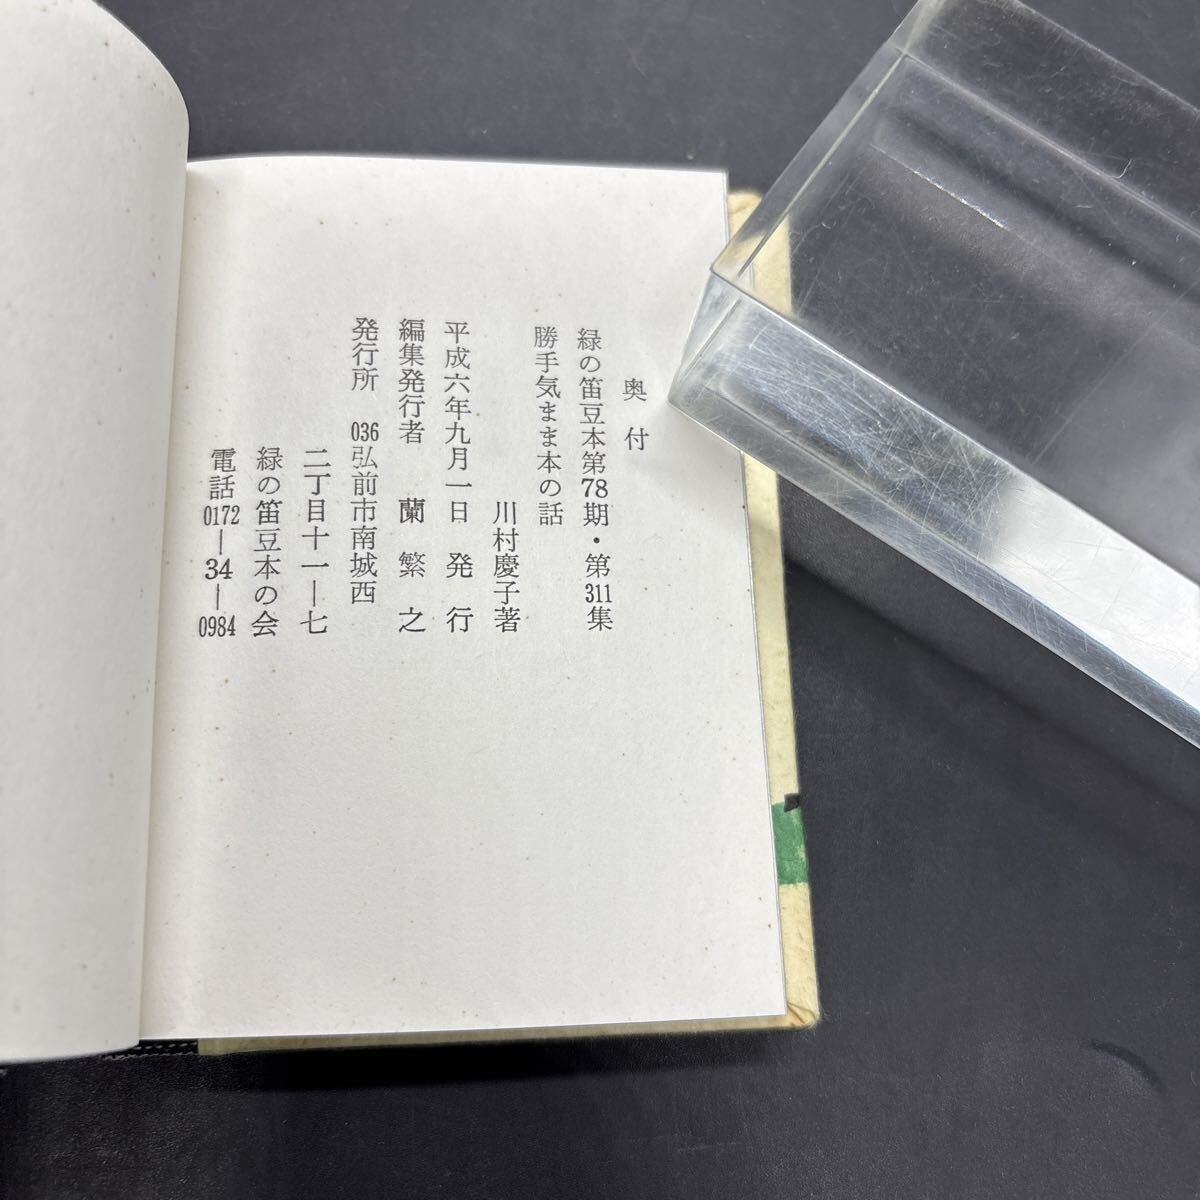 奥付
緑の笛豆本第78期・第311集
勝手気まま本の話
川村慶子著
平成六年九月一日 発行
編集発行者 蘭繁之
発行所 036弘前市南城西
二丁目十一―七
緑の笛豆本の会
電話0172―34―0984